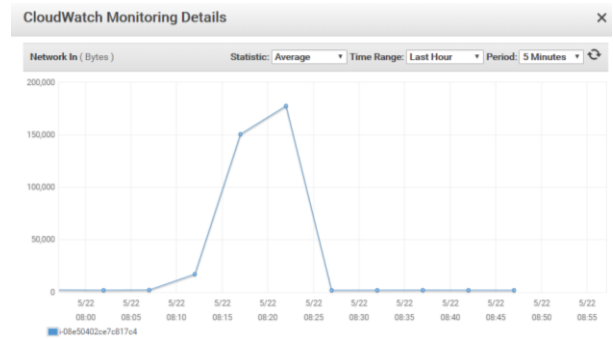 CloudWatch Monitoring Details
Network In ( Bytes ) Statistic: Average Time Range: Last Hour Period: 5 Minutes
200,000
150,000
100,000
50,000
0
5/22 5/22 5/22 5/22 5/22 5/22 5/22 5/22 5/22 5/22 5/22 5/22
08:00 08:05 08:10 08:15 08:20 08:25 08:30 08:35 08:40 08:45 08:50 08:55
i-08e50402ce7c817c4